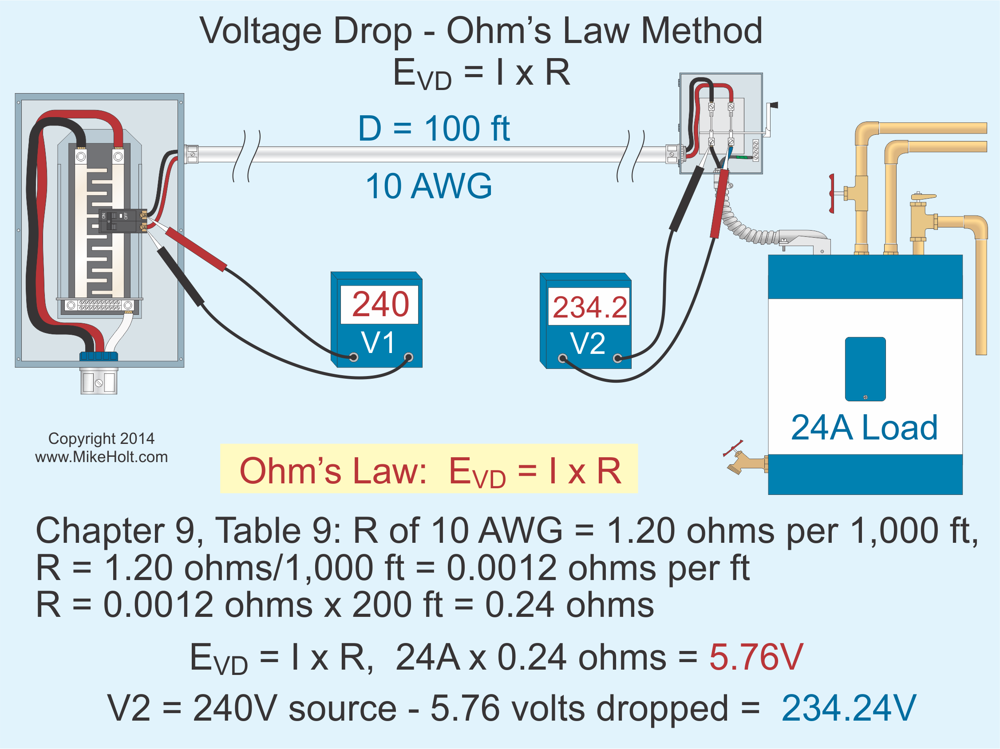 Voltage Drop - Ohm’s Law Method
EVD = I x R
D = 100 ft
10 AWG
ON
OFF
240
V1
234.2
V2
24A Load
Copyright 2014
www.MikeHolt.com
Ohm’s Law: EVD = I x R
Chapter 9, Table 9: R of 10 AWG = 1.20 ohms per 1,000 ft,
R = 1.20 ohms/1,000 ft = 0.0012 ohms per ft
R = 0.0012 ohms x 200 ft = 0.24 ohms
EVD = I x R, 24A x 0.24 ohms = 5.76V
V2 = 240V source - 5.76 volts dropped = 234.24V